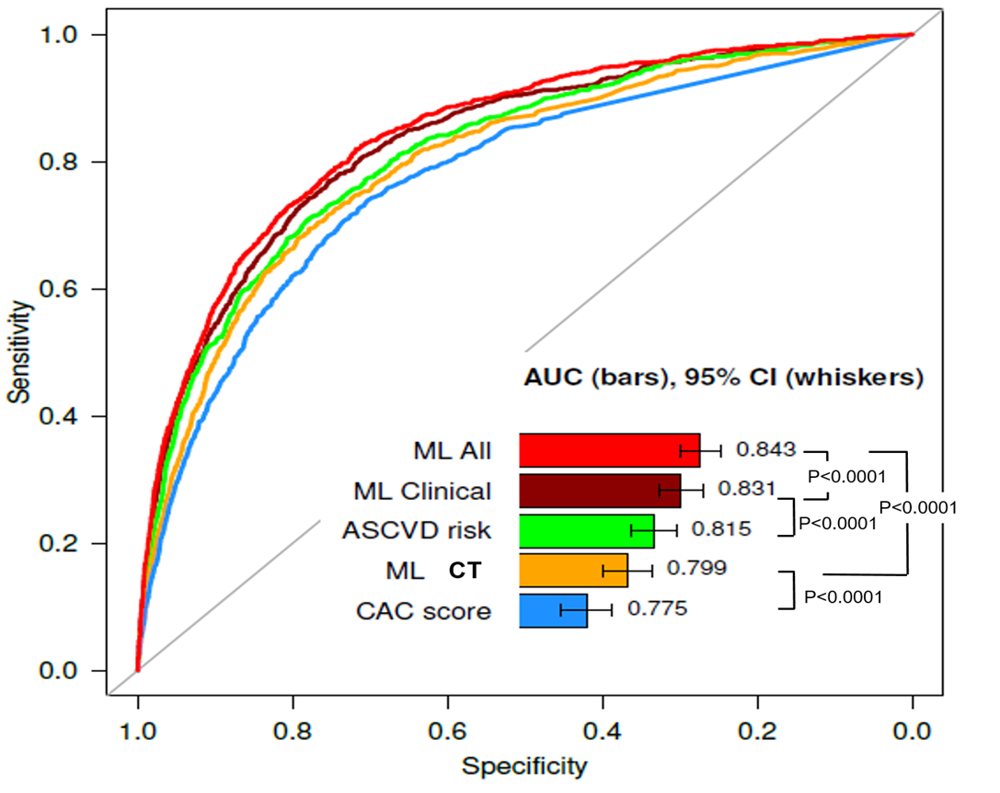 1.0
0.8
0.6
0.4
0.2
0.0
Sensitivity
AUC (bars), 95% CI (whiskers)
ML All 0.843
P<0.0001
ML Clinical 0.831
P<0.0001
P<0.0001
ASCVD risk 0.815
ML CT 0.799
P<0.0001
CAC score 0.775
1.0 0.8 0.6 0.4 0.2 0.0
Specificity